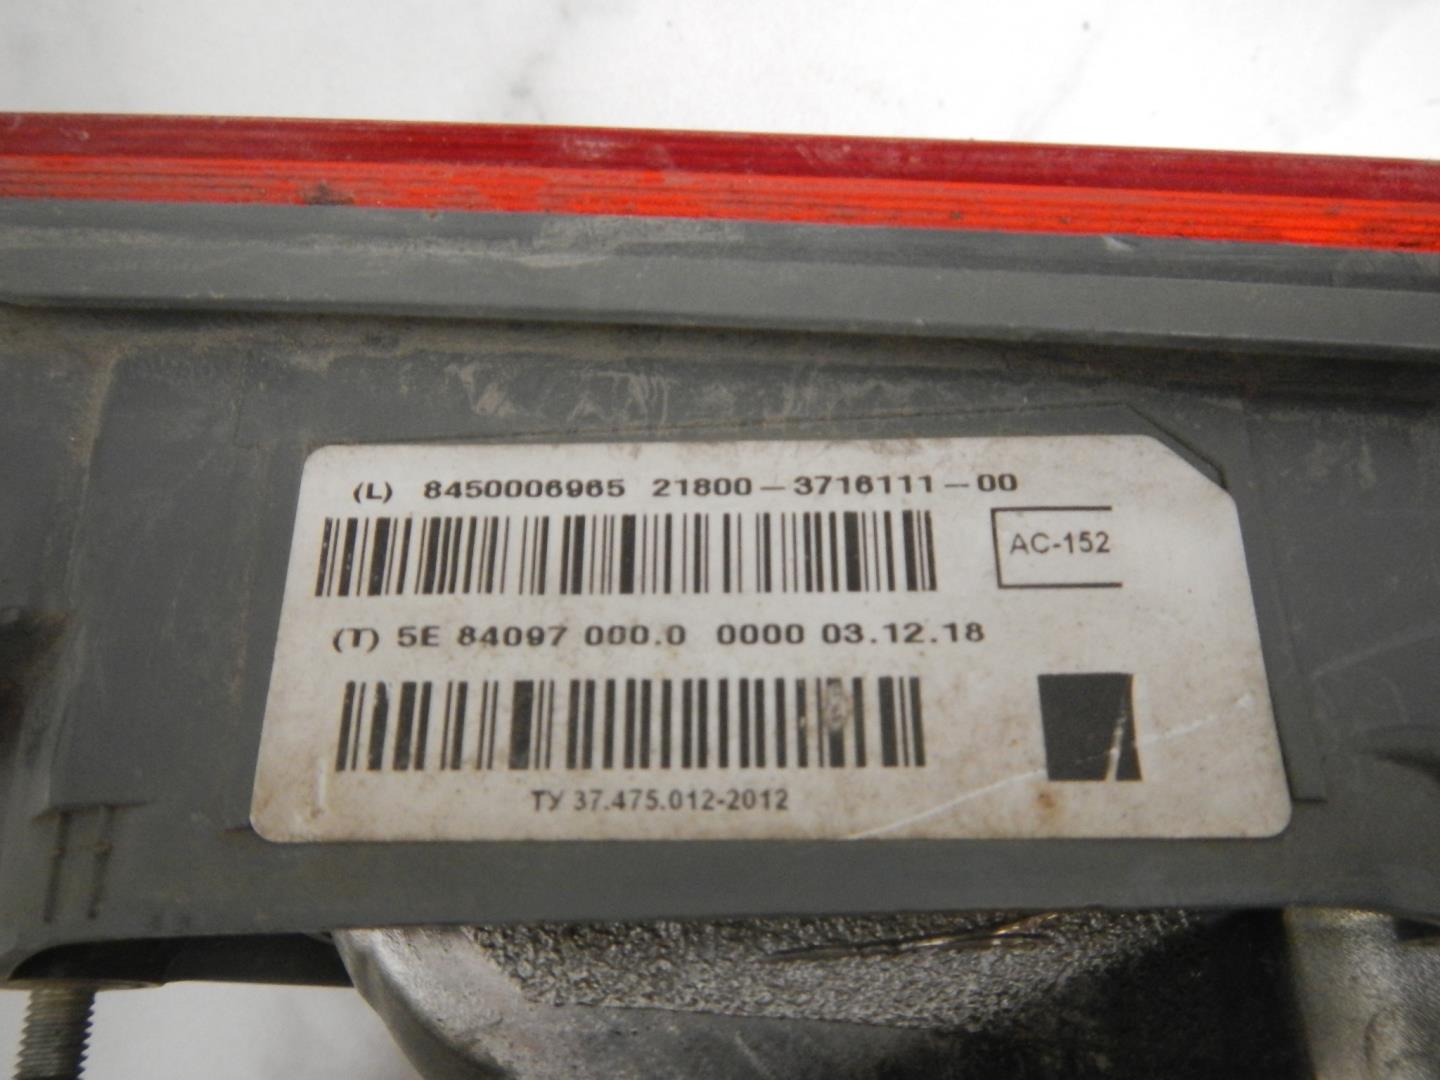 (L) 8450006965 21800-3716111-00
AC-152
(T) 5E 84097 000.0 0000 03.12.18
ТУ 37.475.012-2012